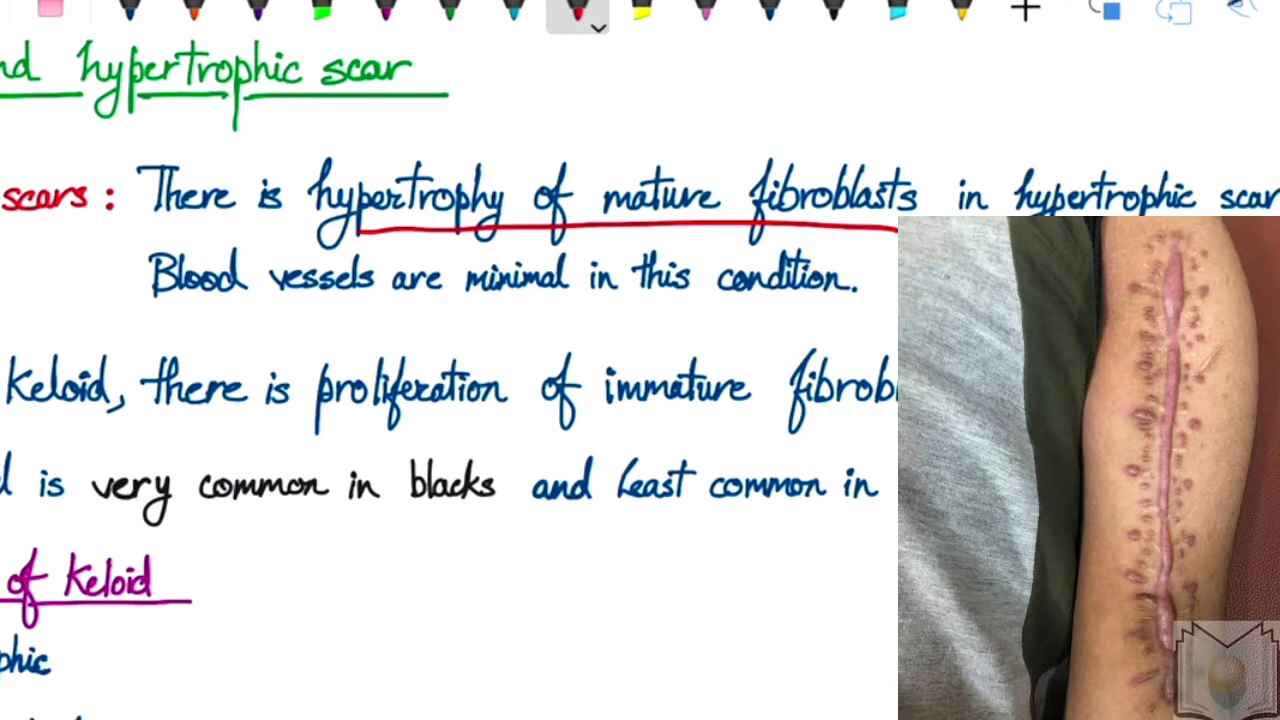 nd hypertrophic scar
scars: There is hypertrophy of mature fibroblasts in hypertrophic scar
Blood vessels are minimal in this condition.
Keloid, there is proliferation of immature fibrob
d is very common in blacks and least common in
of Keloid
phic